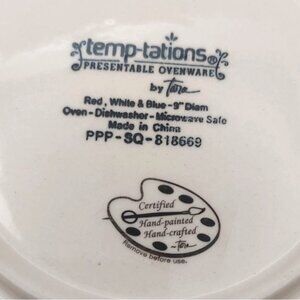 temp-tations®
PRESENTABLE OVENWARE
by Tara
Red, White & Blue-9" Diam
Oven-Dishwasher-Microwave Safe
Made in China
PPP-SQ-818669
Certified
Hand-painted
Hand-crafted
~Tara
Remove before use.